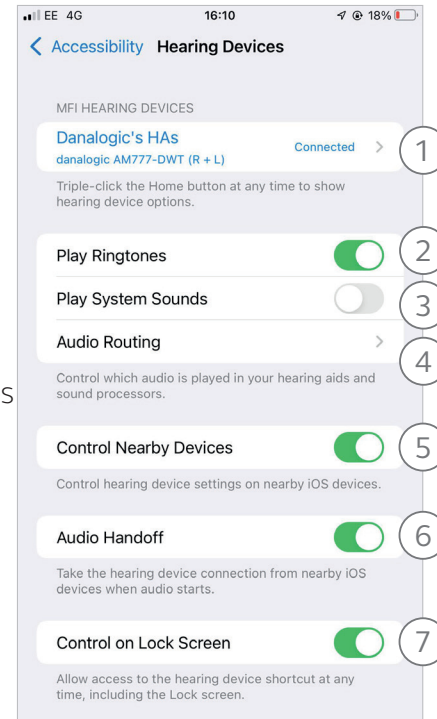 EE 4G 16:10 18%
Accessibility Hearing Devices
MFI HEARING DEVICES
Danalogic's HAs
danalogic AM777-DWT (R + L)
Connected
1
Triple-click the Home button at any time to show
hearing device options.
Play Ringtones
2
Play System Sounds
3
Audio Routing
4
Control which audio is played in your hearing aids and
sound processors.
s
Control Nearby Devices
5
Control hearing device settings on nearby iOS devices.
Audio Handoff
6
Take the hearing device connection from nearby iOS
devices when audio starts.
Control on Lock Screen
7
Allow access to the hearing device shortcut at any
time, including the Lock screen.